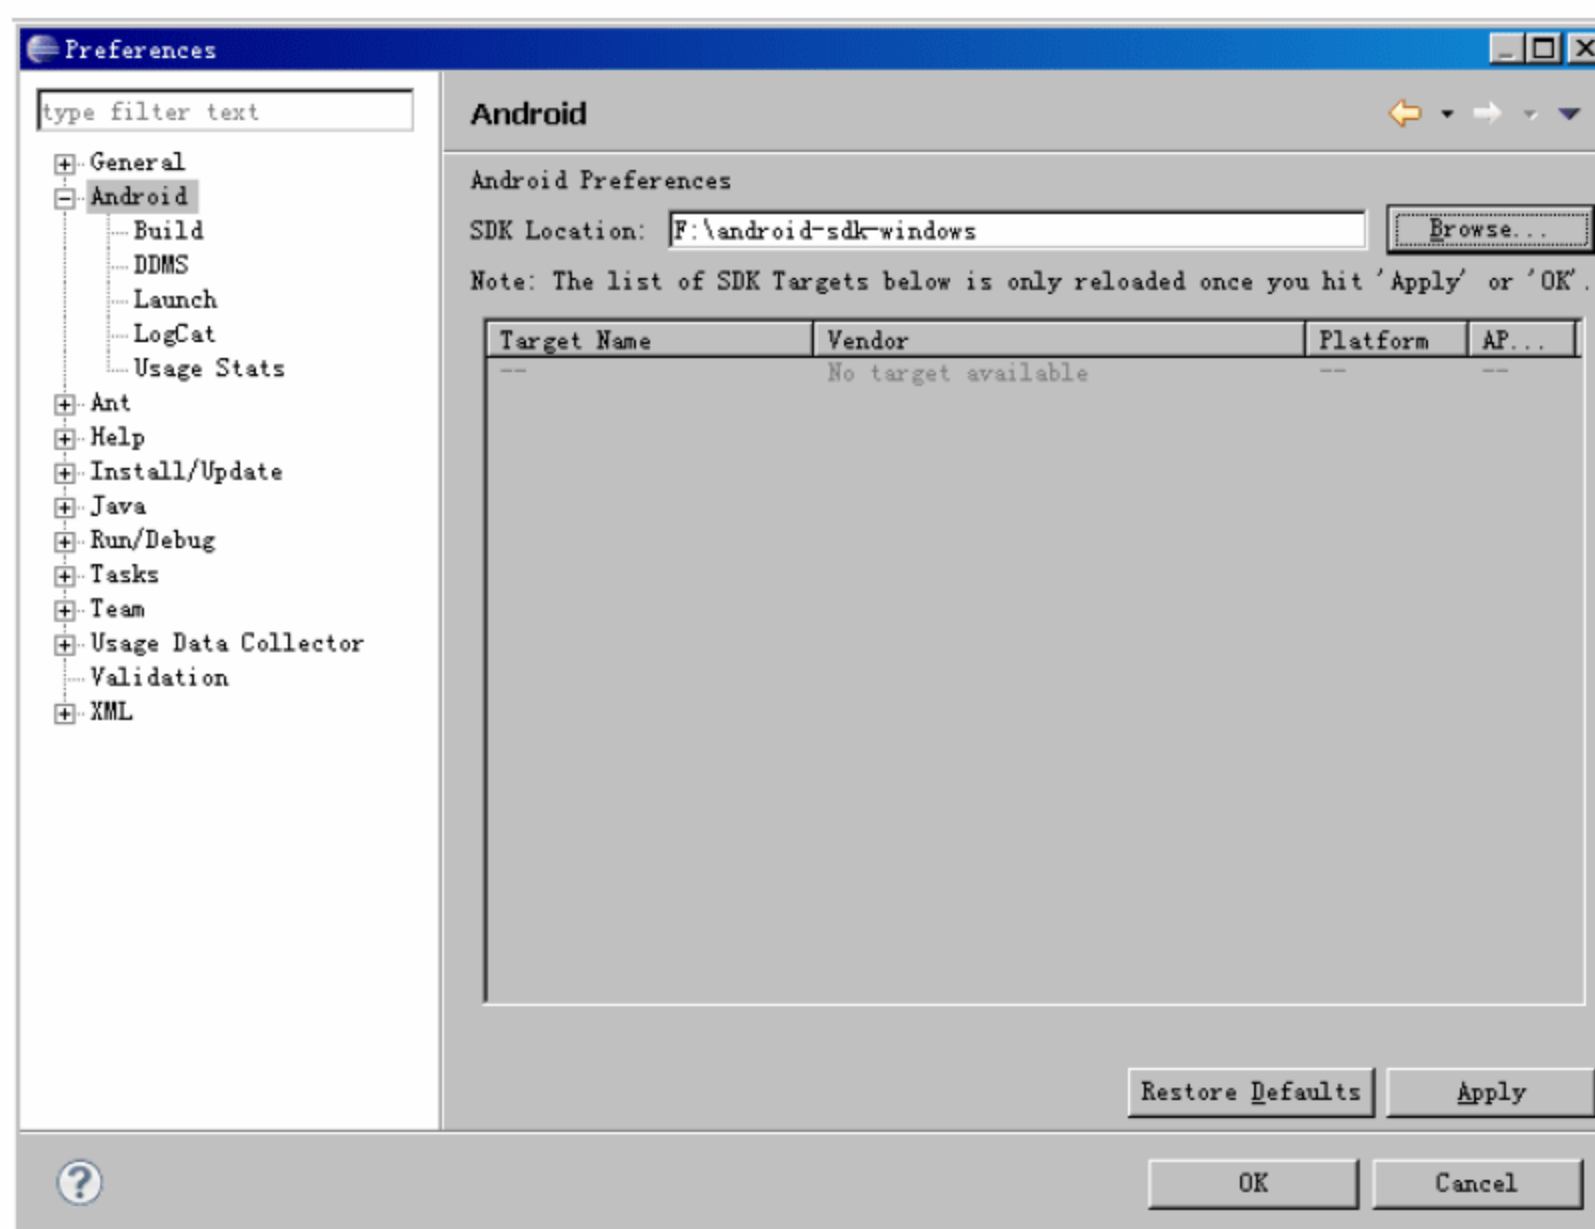 Preferences
type filter text
General
Android
Build
DDMS
Launch
LogCat
Usage Stats
Ant
Help
Install/Update
Java
Run/Debug
Tasks
Team
Usage Data Collector
Validation
XML
Android
Android Preferences
SDK Location: F:\android-sdk-windows Browse...
Note: The list of SDK Targets below is only reloaded once you hit 'Apply' or 'OK'.
Target Name Vendor Platform AP...
-- No target available -- --
Restore Defaults Apply
OK Cancel